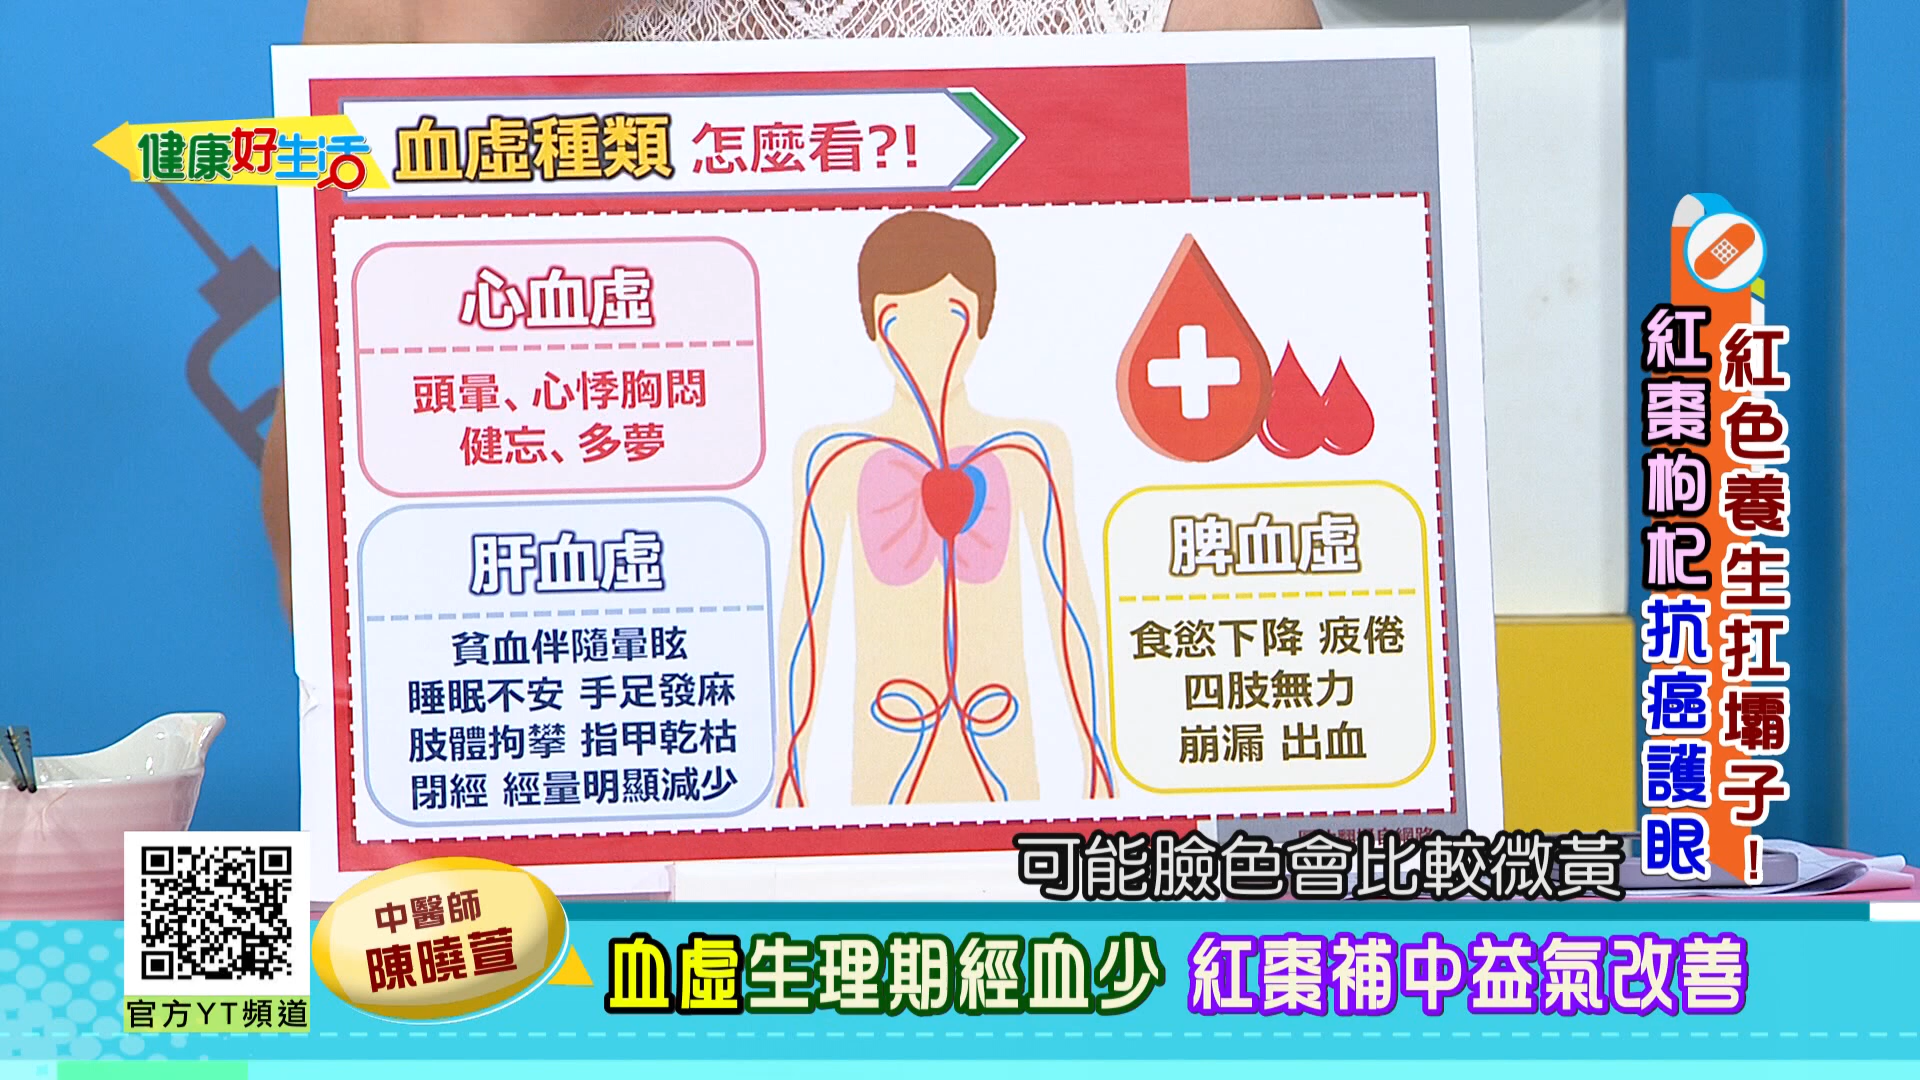 健康好生活
血虛種類 怎麼看?!
心血虛
頭暈、心悸胸悶
健忘、多夢
肝血虛
貧血伴隨暈眩
睡眠不安 手足發麻
肢體拘攣 指甲乾枯
閉經 經量明顯減少
脾血虛
食慾下降 疲倦
四肢無力
崩漏 出血
紅色養生扛壩子!
紅棗枸杞抗癌護眼
可能臉色會比較微黃
中醫師
陳曉萱
血虛生理期經血少 紅棗補中益氣改善
官方YT頻道